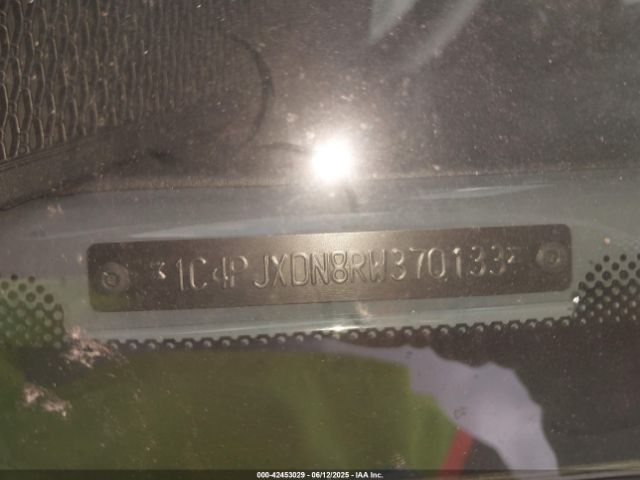 *1C4PJXDN8RW370133*
000-42453029 - 06/12/2025 - IAA Inc.